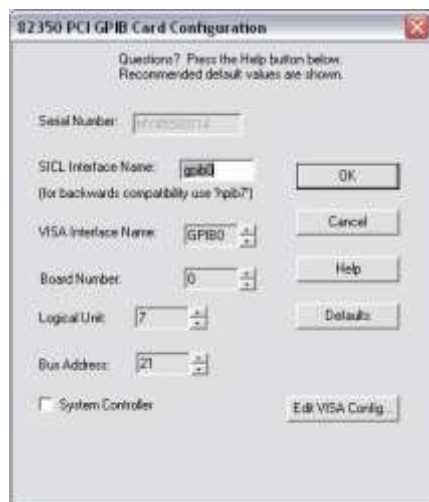 82350 PCI GPIB Card Configuration
Questions? Press the Help button below.
Recommended default values are shown.
Serial Number:
SICL Interface Name: gpib0
(for backwards compatibility use 'hpib7')
OK
VISA Interface Name: GPIB0
Cancel
Board Number: 0
Help
Logical Unit: 7
Defaults
Bus Address: 21
System Controller
Edit VISA Config...